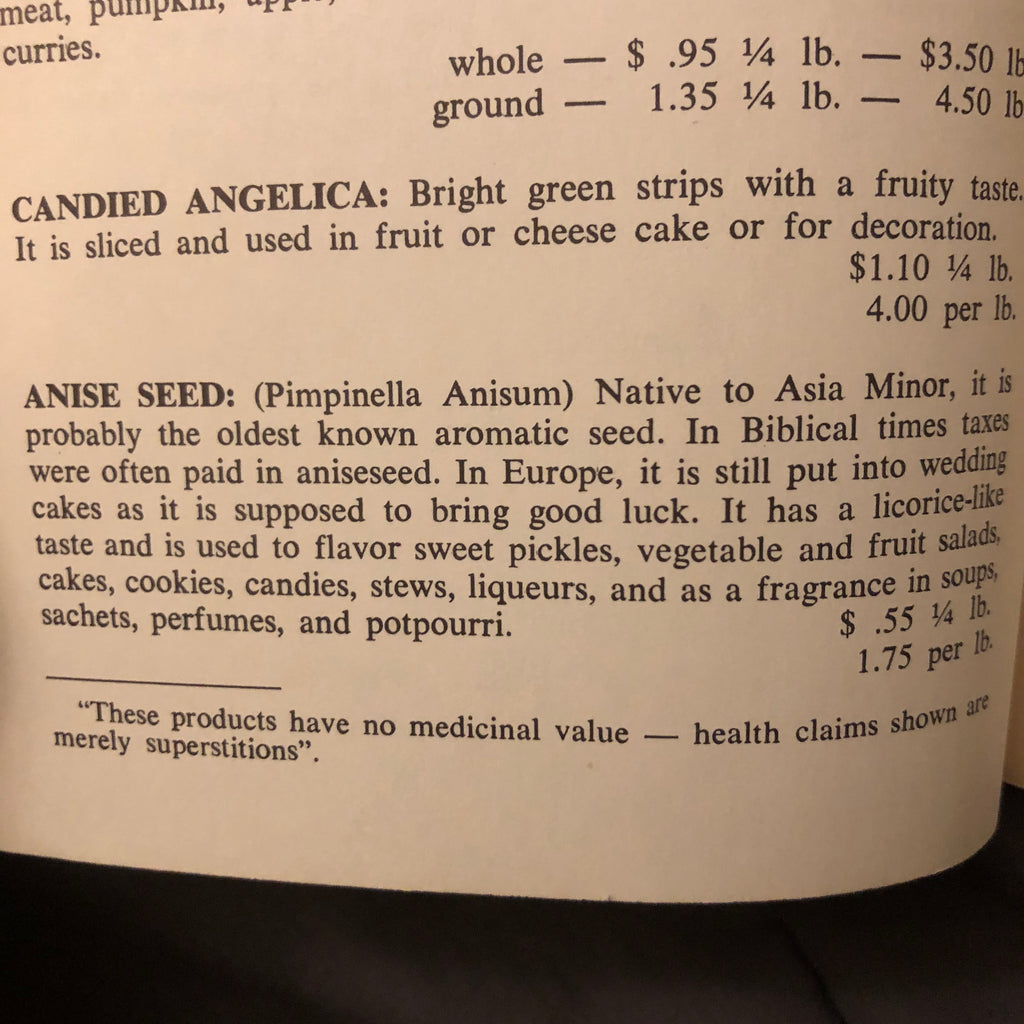 meat, pumpkin, apple,
curries.
whole — $ .95 ¼ lb. — $3.50 lb
ground — 1.35 ¼ lb. — 4.50 lb
CANDIED ANGELICA: Bright green strips with a fruity taste.
It is sliced and used in fruit or cheese cake or for decoration.
$1.10 ¼ lb.
4.00 per lb.
ANISE SEED: (Pimpinella Anisum) Native to Asia Minor, it is
probably the oldest known aromatic seed. In Biblical times taxes
were often paid in aniseseed. In Europe, it is still put into wedding
cakes as it is supposed to bring good luck. It has a licorice-like
taste and is used to flavor sweet pickles, vegetable and fruit salads,
cakes, cookies, candies, stews, liqueurs, and as a fragrance in soups,
sachets, perfumes, and potpourri.
$ .55 ¼ lb.
1.75 per lb.
“These products have no medicinal value — health claims shown are
merely superstitions”.